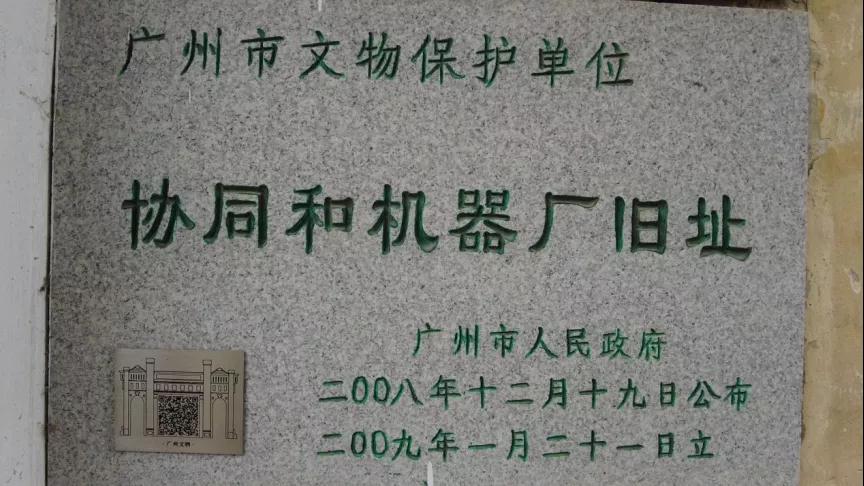 广州市文物保护单位
协同和机器厂旧址
广州市人民政府
二00八年十二月十九日公布
二00九年一月二十一日立